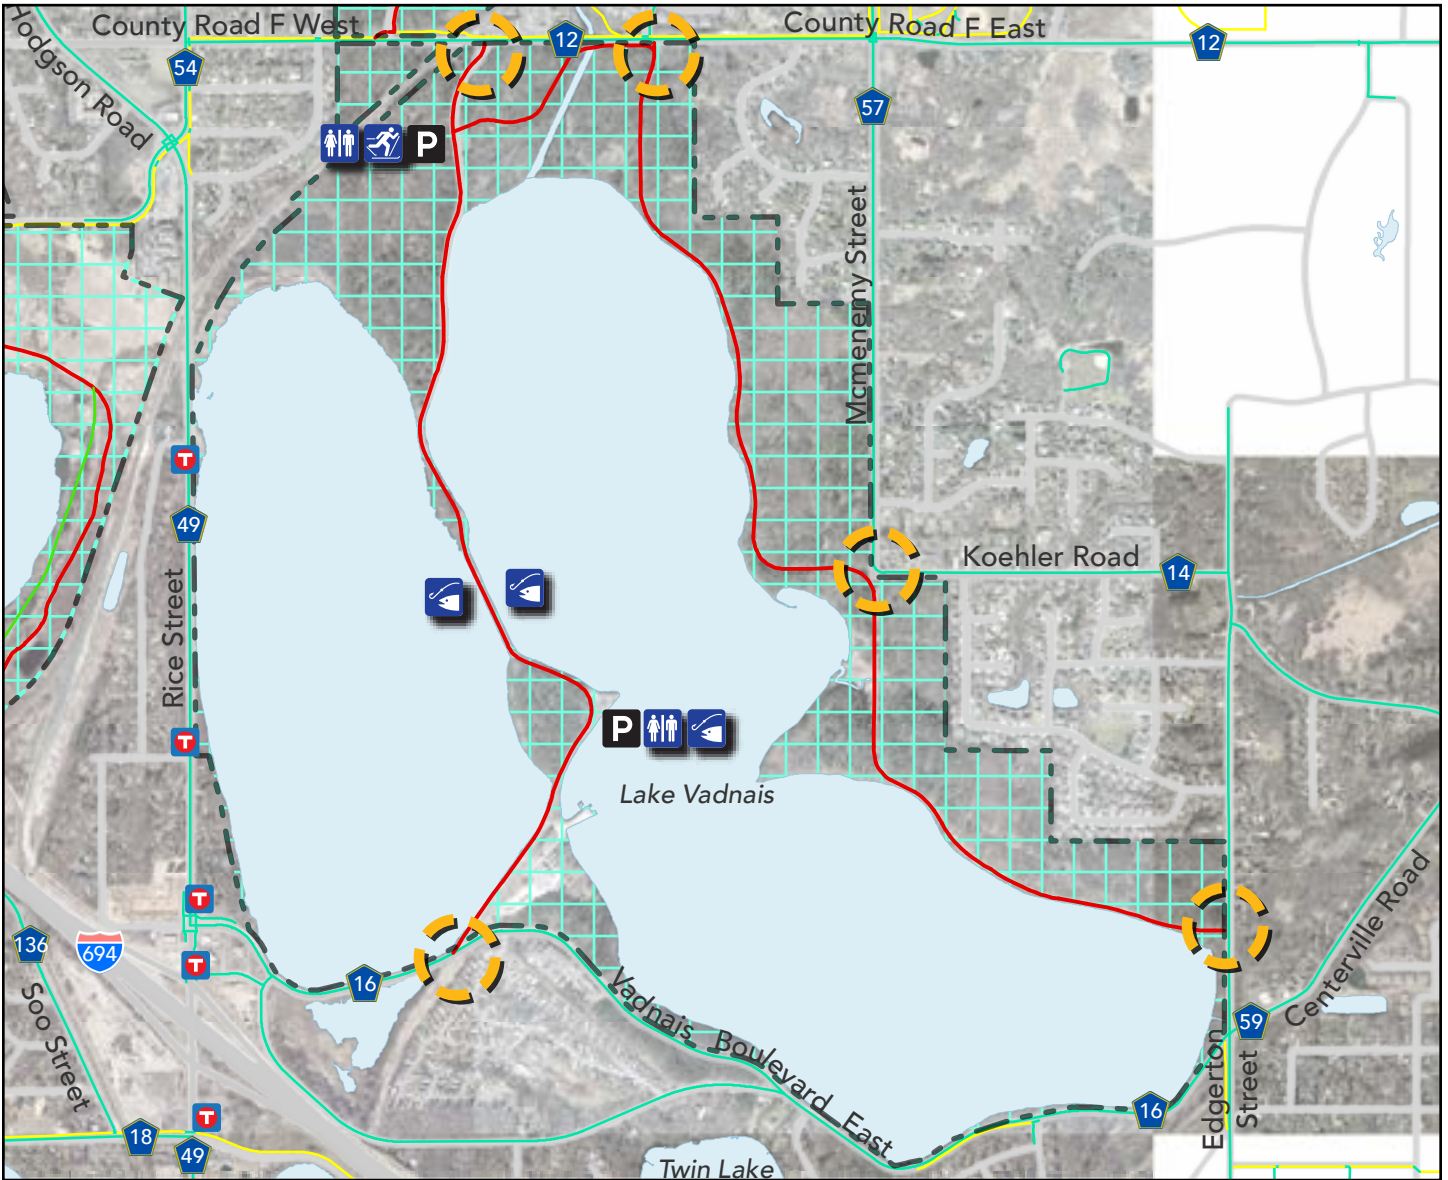 County Road F West
County Road F East
12
12
Hodgson Road
54
57
P
Mcmenemy Street
T
49
Koehler Road
14
Rice Street
T
P
Lake Vadnais
T
136
694
T
16
Soo Street
Vadnais Boulevard East
Centerville Road
59
Edgerton
Street
16
T
18
49
Twin Lake